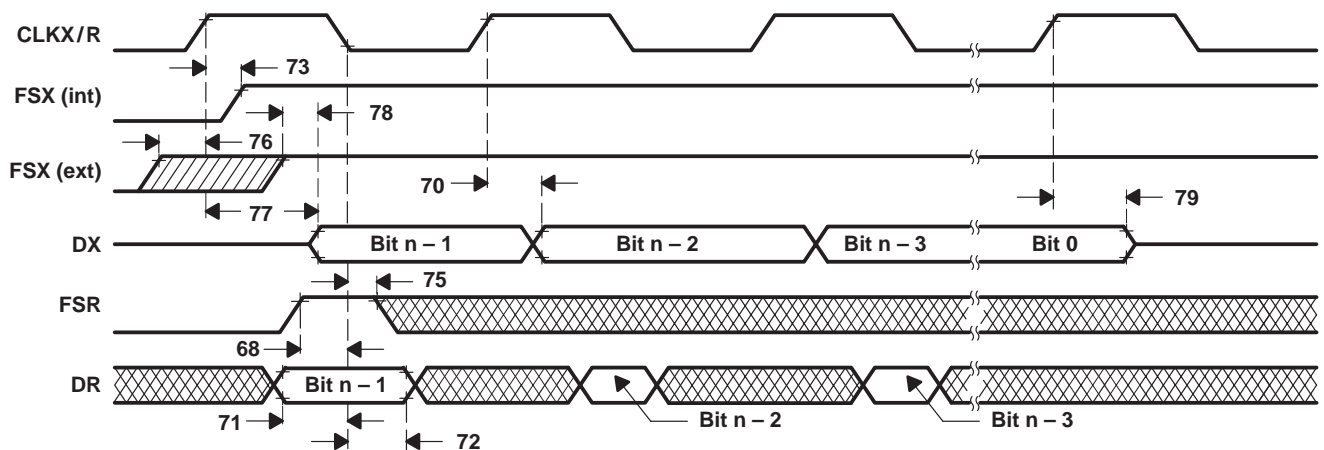 CLKX/R
73
FSX (int)
78
76
FSX (ext)
70
79
77
DX
Bit n – 1
Bit n – 2
Bit n – 3
Bit 0
75
FSR
68
DR
Bit n – 1
71
72
Bit n – 2
Bit n – 3